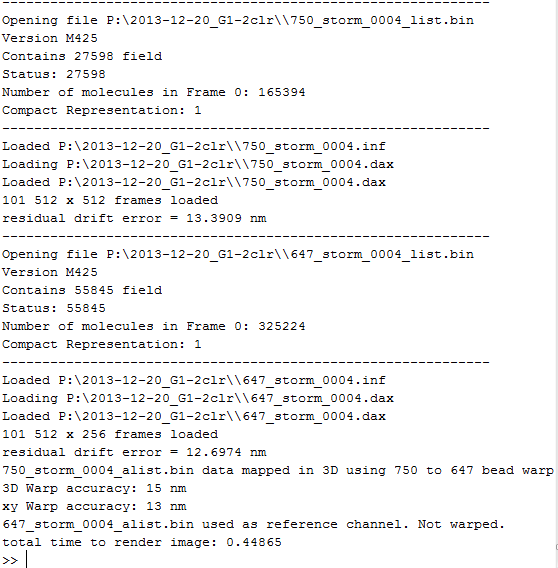 -------------------------------------------------------------
Opening file P:\2013-12-20_G1-2clr\\750_storm_0004_list.bin
Version M425
Contains 27598 field
Status: 27598
Number of molecules in Frame 0: 165394
Compact Representation: 1
-------------------------------------------------------------
Loaded P:\2013-12-20_G1-2clr\\750_storm_0004.inf
Loading P:\2013-12-20_G1-2clr\\750_storm_0004.dax
Loaded P:\2013-12-20_G1-2clr\\750_storm_0004.dax
101 512 x 512 frames loaded
residual drift error = 13.3909 nm
-------------------------------------------------------------
Opening file P:\2013-12-20_G1-2clr\\647_storm_0004_list.bin
Version M425
Contains 55845 field
Status: 55845
Number of molecules in Frame 0: 325224
Compact Representation: 1
-------------------------------------------------------------
Loaded P:\2013-12-20_G1-2clr\\647_storm_0004.inf
Loading P:\2013-12-20_G1-2clr\\647_storm_0004.dax
Loaded P:\2013-12-20_G1-2clr\\647_storm_0004.dax
101 512 x 256 frames loaded
residual drift error = 12.6974 nm
750_storm_0004_alist.bin data mapped in 3D using 750 to 647 bead warp
3D Warp accuracy: 15 nm
xy Warp accuracy: 13 nm
647_storm_0004_alist.bin used as reference channel. Not warped.
total time to render image: 0.44865
>>